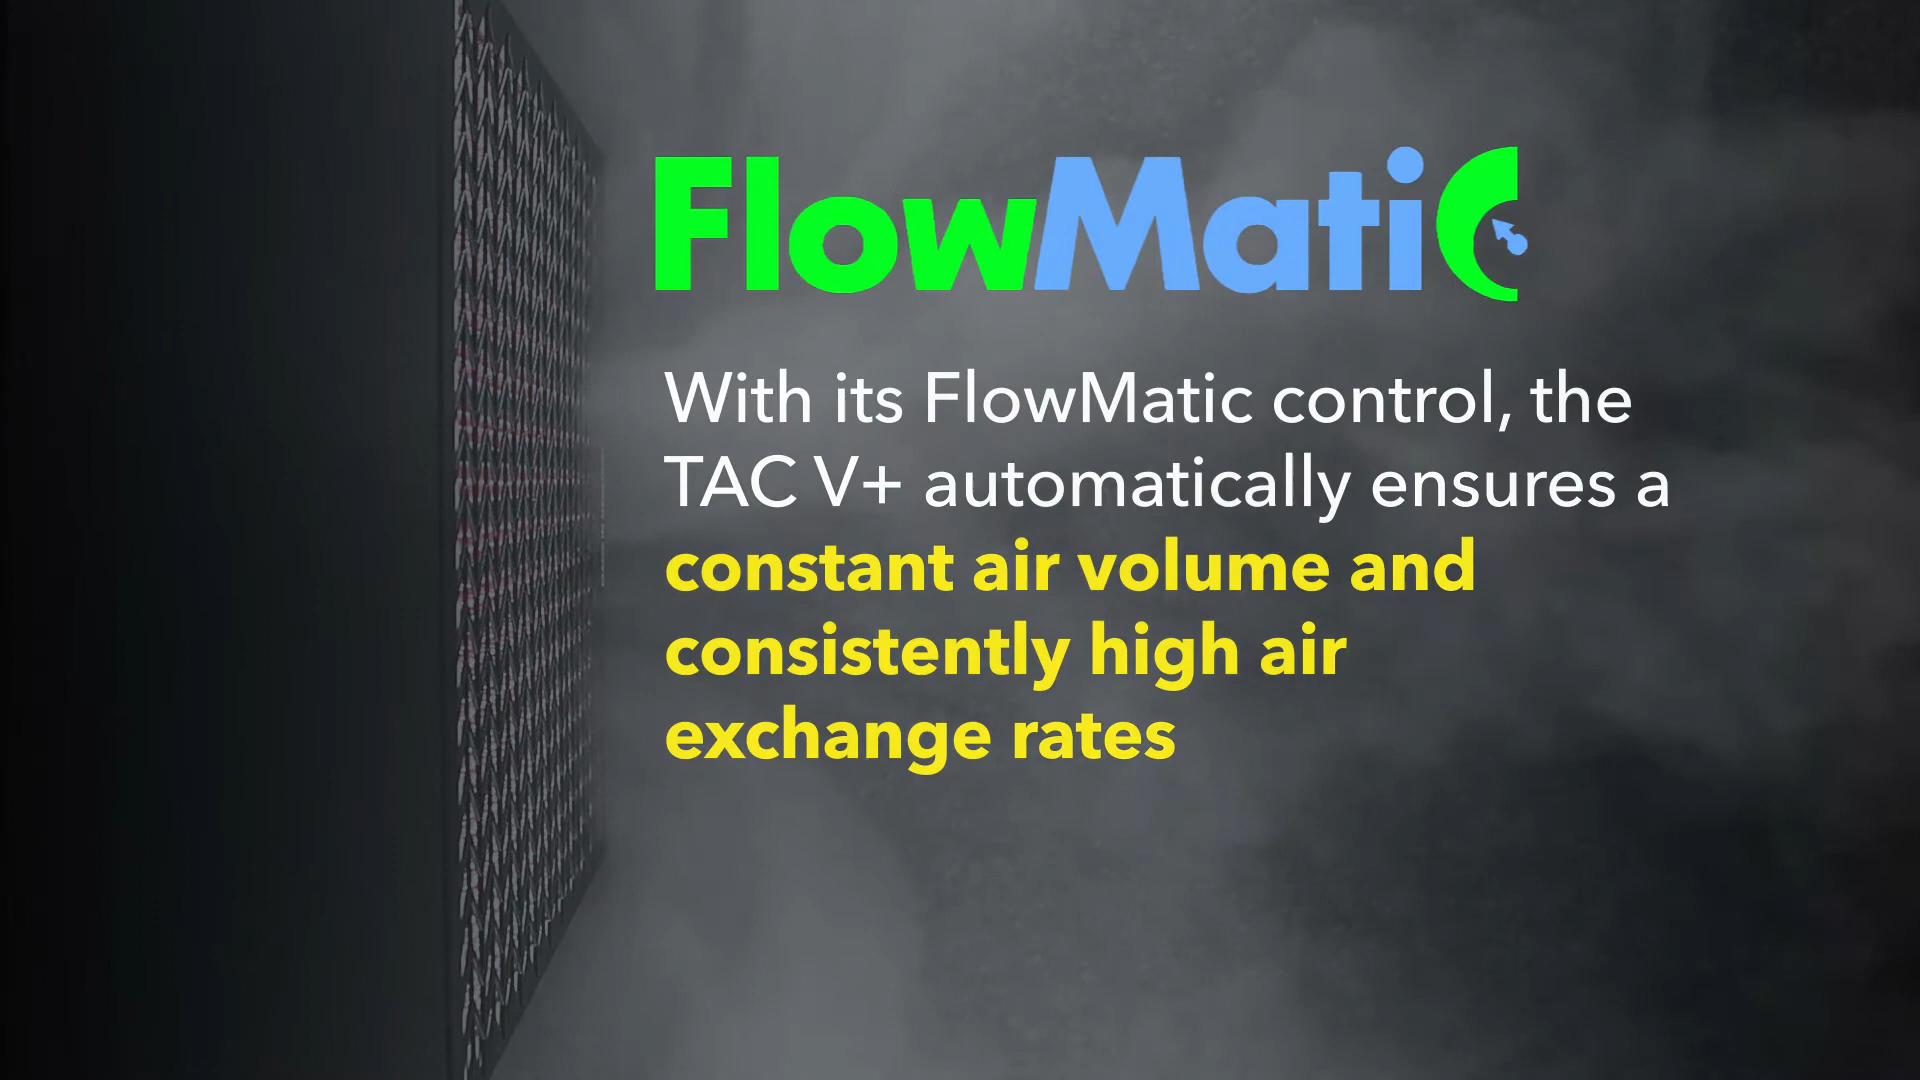 FlowMatiC
With its FlowMatic control, the
TAC V+ automatically ensures a
constant air volume and
consistently high air
exchange rates